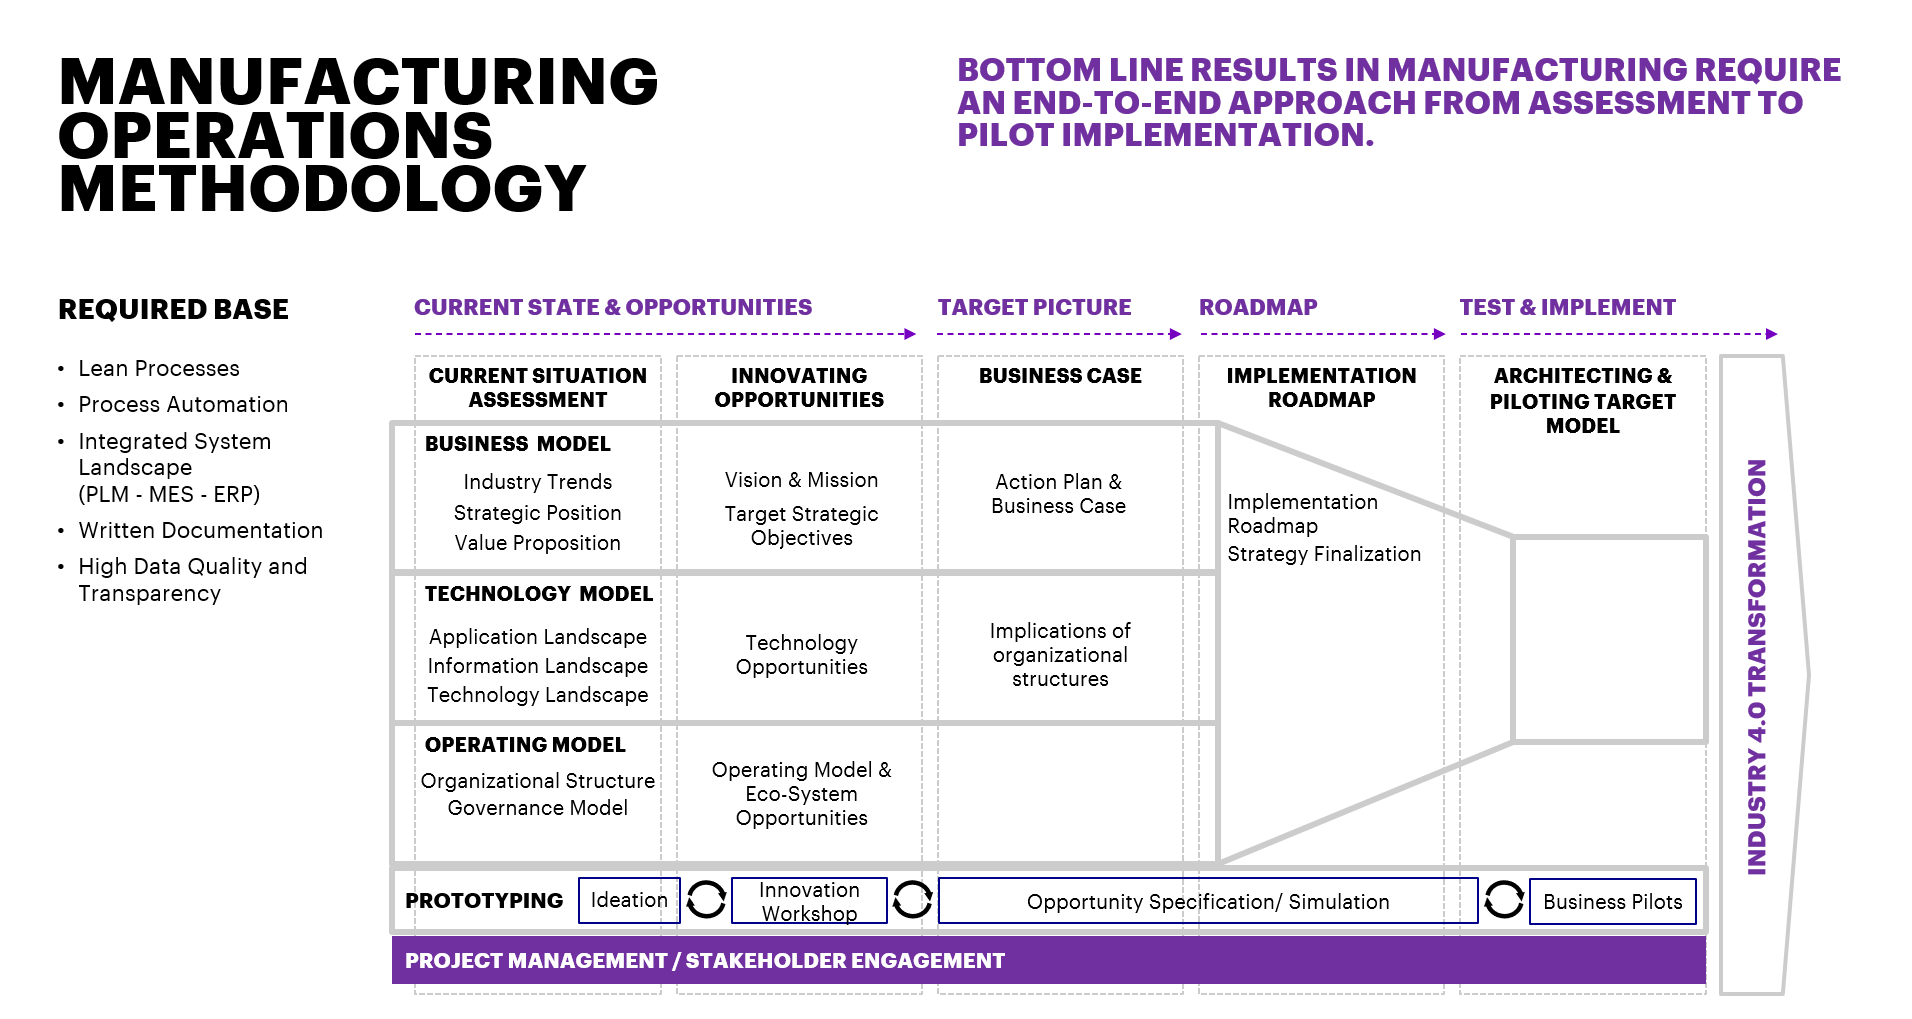 MANUFACTURING
OPERATIONS
METHODOLOGY
BOTTOM LINE RESULTS IN MANUFACTURING REQUIRE
AN END-TO-END APPROACH FROM ASSESSMENT TO
PILOT IMPLEMENTATION.
REQUIRED BASE
• Lean Processes
• Process Automation
• Integrated System
Landscape
(PLM - MES - ERP)
• Written Documentation
• High Data Quality and
Transparency
CURRENT STATE & OPPORTUNITIES
TARGET PICTURE
ROADMAP
TEST & IMPLEMENT
CURRENT SITUATION
ASSESSMENT
INNOVATING
OPPORTUNITIES
BUSINESS CASE
IMPLEMENTATION
ROADMAP
ARCHITECTING &
PILOTING TARGET
MODEL
BUSINESS MODEL
Industry Trends
Strategic Position
Value Proposition
Vision & Mission
Target Strategic
Objectives
Action Plan &
Business Case
Implementation
Roadmap
Strategy Finalization
TECHNOLOGY MODEL
Application Landscape
Information Landscape
Technology Landscape
Technology
Opportunities
Implications of
organizational
structures
OPERATING MODEL
Organizational Structure
Governance Model
Operating Model &
Eco-System
Opportunities
PROTOTYPING
Ideation
Innovation
Workshop
Opportunity Specification/ Simulation
Business Pilots
PROJECT MANAGEMENT / STAKEHOLDER ENGAGEMENT
INDUSTRY 4.0 TRANSFORMATION